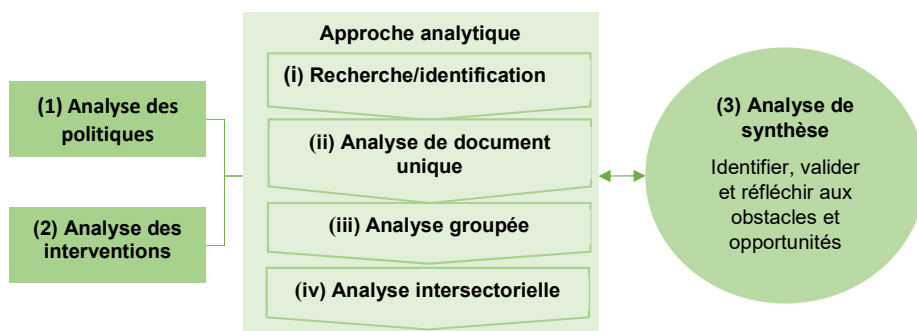 (1) Analyse des
politiques
(2) Analyse des
interventions
Approche analytique
(i) Recherche/identification
(ii) Analyse de document
unique
(iii) Analyse groupée
(iv) Analyse intersectorielle
(3) Analyse de
synthèse
Identifier, valider
et réfléchir aux
obstacles et
opportunités